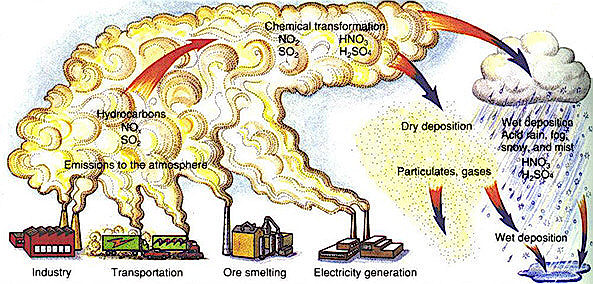 Chemical transformation
NO₂ HNO₃
SO₂ H₂SO₄
Hydrocarbons
NOₓ
SO₂
Emissions to the atmosphere
Dry deposition
Particulates, gases
Wet deposition
Acid rain, fog,
snow, and mist
HNO₃
H₂SO₄
Wet deposition
Industry
Transportation
Ore smelting
Electricity generation